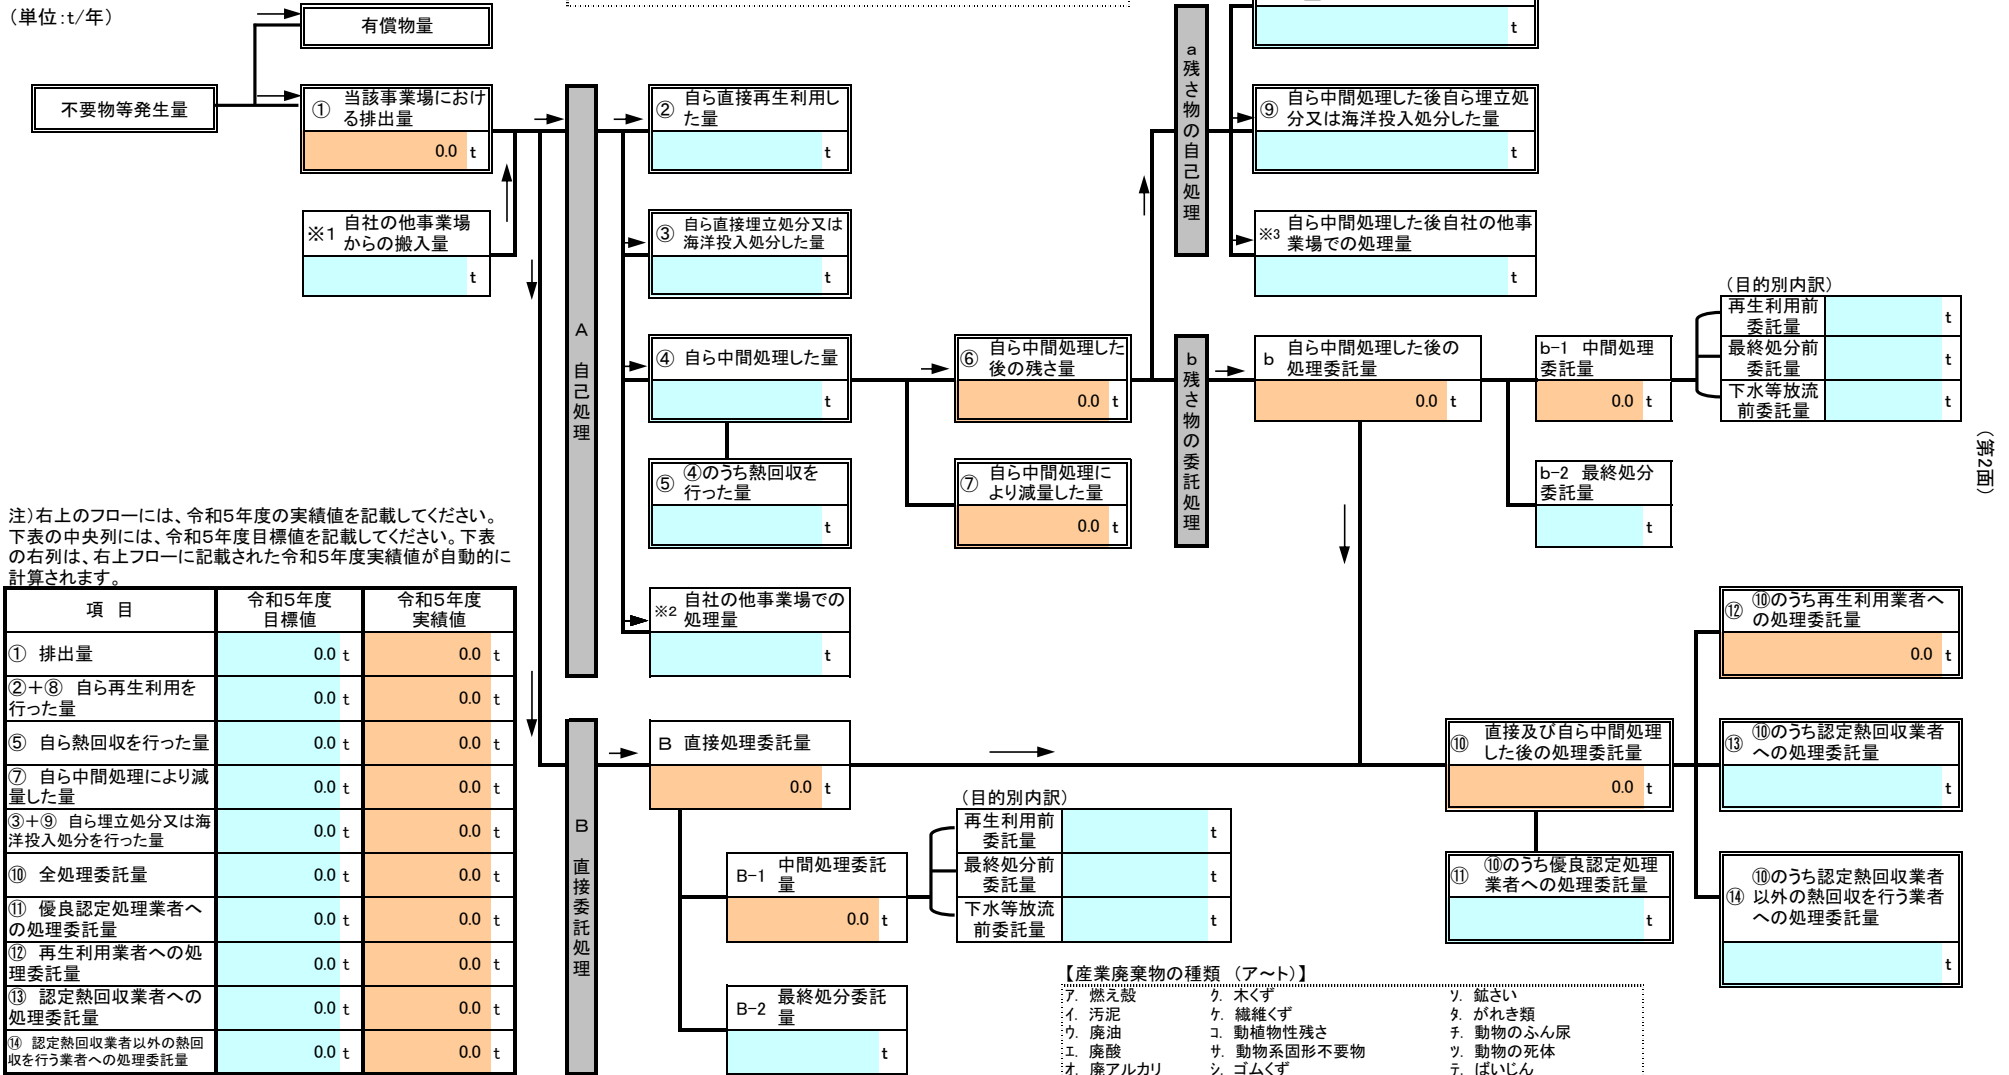 （単位：t/年）
有償物量
不要物等発生量
① 当該事業場におけ
る排出量
0.0 t
※1 自社の他事業場
からの搬入量
t
A 自己処理
② 自ら直接再生利用し
た量
t
③ 自ら直接埋立処分又は
海洋投入処分した量
t
④ 自ら中間処理した量
t
⑤ ④のうち熱回収を
行った量
t
※2 自社の他事業場での
処理量
t
⑥ 自ら中間処理した
後の残さ量
0.0 t
⑦ 自ら中間処理に
より減量した量
0.0 t
a 残さ物の自己処理
t
⑨ 自ら中間処理した後自ら埋立処
分又は海洋投入処分した量
t
※3 自ら中間処理した後自社の他事
業場での処理量
t
b 残さ物の委託処理
b 自ら中間処理した後の
処理委託量
0.0 t
b-1 中間処理
委託量
0.0 t
b-2 最終処分
委託量
t
（目的別内訳）
再生利用前
委託量
t
最終処分前
委託量
t
下水等放流
前委託量
t
（第2面）
注）右上のフローには、令和5年度の実績値を記載してください。
下表の中央列には、令和5年度目標値を記載してください。下表
の右列は、右上フローに記載された令和5年度実績値が自動的に
計算されます。
項 目 令和5年度 目標値 令和5年度 実績値
① 排出量 0.0 t 0.0 t
②＋⑧ 自ら再生利用を
行った量 0.0 t 0.0 t
⑤ 自ら熱回収を行った量 0.0 t 0.0 t
⑦ 自ら中間処理により減
量した量 0.0 t 0.0 t
③＋⑨ 自ら埋立処分又は海
洋投入処分を行った量 0.0 t 0.0 t
⑩ 全処理委託量 0.0 t 0.0 t
⑪ 優良認定処理業者へ
の処理委託量 0.0 t 0.0 t
⑫ 再生利用業者への処
理委託量 0.0 t 0.0 t
⑬ 認定熱回収業者への
処理委託量 0.0 t 0.0 t
⑭ 認定熱回収業者以外の熱回
収を行う業者への処理委託量 0.0 t 0.0 t
B 直接委託処理
B 直接処理委託量
0.0 t
B-1 中間処理委託
量
0.0 t
B-2 最終処分委託
量
t
（目的別内訳）
再生利用前
委託量
t
最終処分前
委託量
t
下水等放流
前委託量
t
⑩ 直接及び自ら中間処理
した後の処理委託量
0.0 t
⑪ ⑩のうち優良認定処理
業者への処理委託量
t
⑫ ⑩のうち再生利用業者へ
の処理委託量
0.0 t
⑬ ⑩のうち認定熱回収業者
への処理委託量
t
⑭ ⑩のうち認定熱回収業者
以外の熱回収を行う業者
への処理委託量
t
【産業廃棄物の種類 （ア～ト）】
ア. 燃え殻 ク. 木くず ソ. 鉱さい
イ. 汚泥 ケ. 繊維くず タ. がれき類
ウ. 廃油 コ. 動植物性残さ チ. 動物のふん尿
エ. 廃酸 サ. 動物系固形不要物 ツ. 動物の死体
オ. 廃アルカリ シ. ゴムくず テ. ばいじん